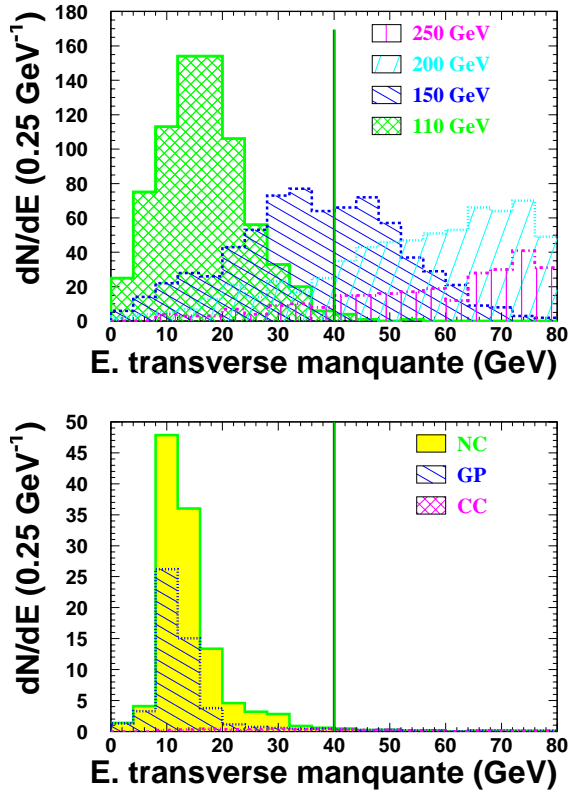 180
160
140
120
100
80
60
40
20
0
dN/dE (0.25 GeV⁻¹)
250 GeV
200 GeV
150 GeV
110 GeV
0 10 20 30 40 50 60 70 80
E. transverse manquante (GeV)
50
45
40
35
30
25
20
15
10
5
0
dN/dE (0.25 GeV⁻¹)
NC
GP
CC
0 10 20 30 40 50 60 70 80
E. transverse manquante (GeV)